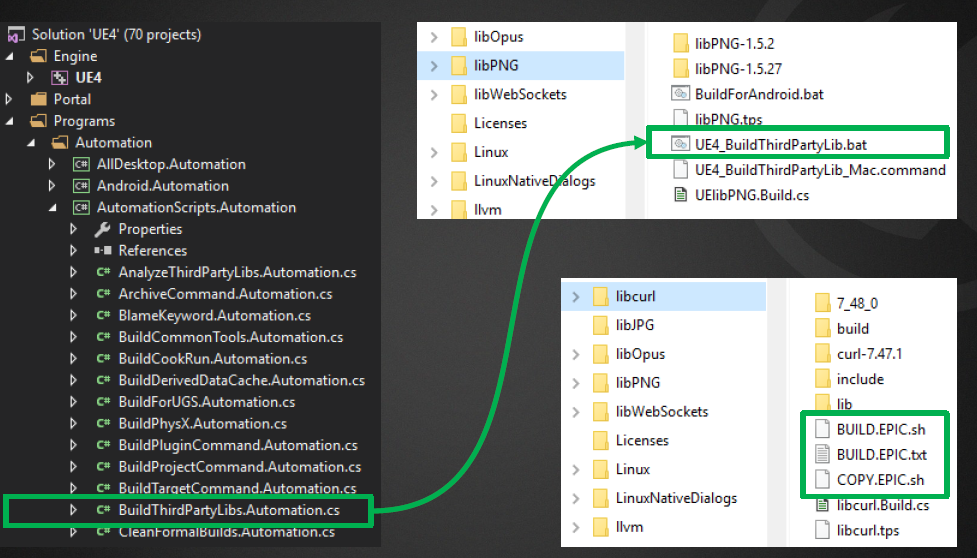 Solution 'UE4' (70 projects)
Engine
UE4
Portal
Programs
Automation
C# AllDesktop.Automation
C# Android.Automation
C# AutomationScripts.Automation
Properties
References
C# AnalyzeThirdPartyLibs.Automation.cs
C# ArchiveCommand.Automation.cs
C# BlameKeyword.Automation.cs
C# BuildCommonTools.Automation.cs
C# BuildCookRun.Automation.cs
C# BuildDerivedDataCache.Automation.cs
C# BuildForUGS.Automation.cs
C# BuildPhysX.Automation.cs
C# BuildPluginCommand.Automation.cs
C# BuildProjectCommand.Automation.cs
C# BuildTargetCommand.Automation.cs
C# BuildThirdPartyLibs.Automation.cs
C# CleanFormalBuilds.Automation.cs
libOpus
libPNG
libWebSockets
Licenses
Linux
LinuxNativeDialogs
llvm
libPNG-1.5.2
libPNG-1.5.27
BuildForAndroid.bat
libPNG.tps
UE4_BuildThirdPartyLib.bat
UE4_BuildThirdPartyLib_Mac.command
UElibPNG.Build.cs
libcurl
libJPG
libOpus
libPNG
libWebSockets
Licenses
Linux
LinuxNativeDialogs
llvm
7_48_0
build
curl-7.47.1
include
lib
BUILD.EPIC.sh
BUILD.EPIC.txt
COPY.EPIC.sh
libcurl.Build.cs
libcurl.tps